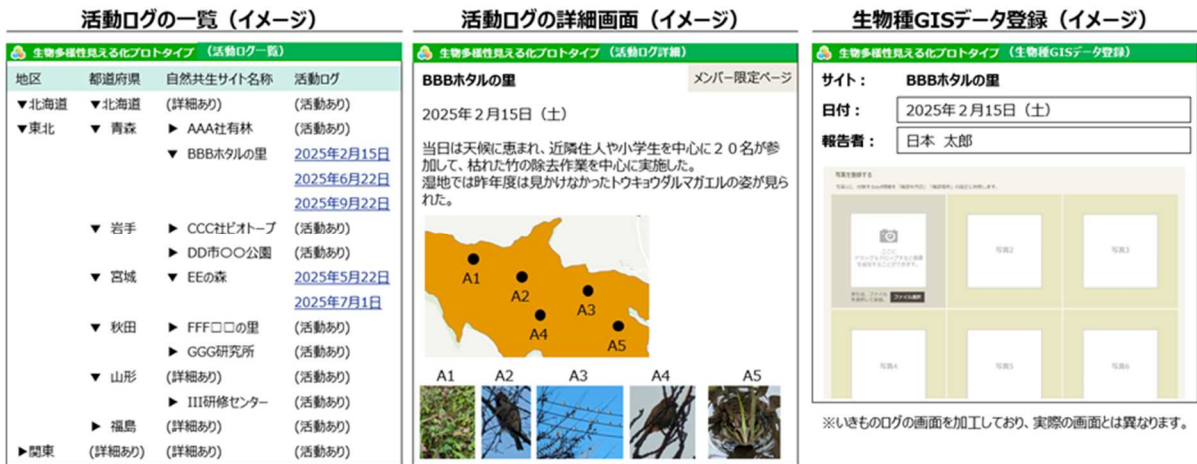 活動ログの一覧（イメージ）
生物多様性見える化プロトタイプ （活動ログ一覧）
地区 都道府県 自然共生サイト名称 活動ログ
▼北海道 ▼北海道 (詳細あり) (活動あり)
▼東北 ▼ 青森 ▶ AAA社有林 (活動あり)
▼ BBBホタルの里 2025年2月15日
2025年6月22日
2025年9月22日
▼ 岩手 ▶ CCC社ビオトープ (活動あり)
▶ DD市〇〇公園 (活動あり)
▼ 宮城 ▼ EEの森 2025年5月22日
2025年7月1日
▼ 秋田 ▶ FFF□□の里 (活動あり)
▶ GGG研究所 (活動あり)
▼ 山形 (詳細あり) (活動あり)
▶ III研修センター (活動あり)
▶ 福島 (詳細あり) (活動あり)
▶関東 (詳細あり) (詳細あり) (活動あり)
活動ログの詳細画面（イメージ）
生物多様性見える化プロトタイプ （活動ログ詳細）
BBBホタルの里 メンバー限定ページ
2025年２月15日（土）
当日は天候に恵まれ、近隣住人や小学生を中心に２０名が参
加して、枯れた竹の除去作業を中心に実施した。
湿地では昨年度は見かけなかったトウキョウダルマガエルの姿が見ら
れた。
A1
A2
A3
A4
A5
A1 A2 A3 A4 A5
生物種GISデータ登録（イメージ）
生物多様性見える化プロトタイプ （生物種GISデータ登録）
サイト： BBBホタルの里
日付： 2025年２月15日（土）
報告者： 日本 太郎
写真を登録する
ここに
ファイル選択
写真2
写真3
写真4
写真5
写真6
※いきものログの画面を加工しており、実際の画面とは異なります。